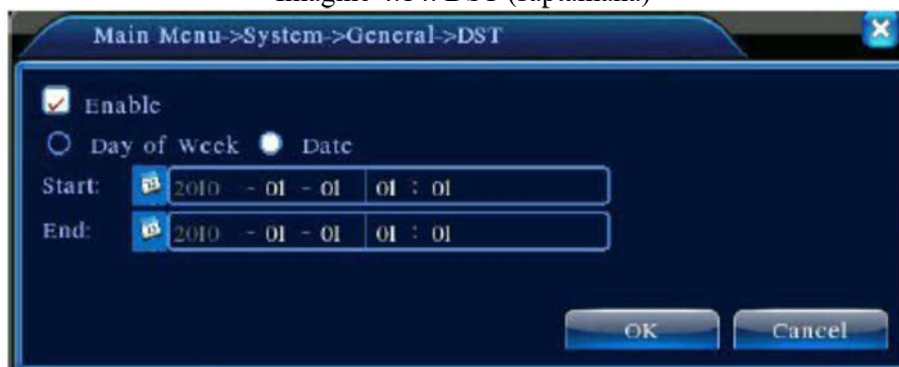 Main Menu->System->General->DST
Enable
Day of Week Date
Start: 2010 - 01 - 01 01 : 01
End: 2010 - 01 - 01 01 : 01
OK Cancel